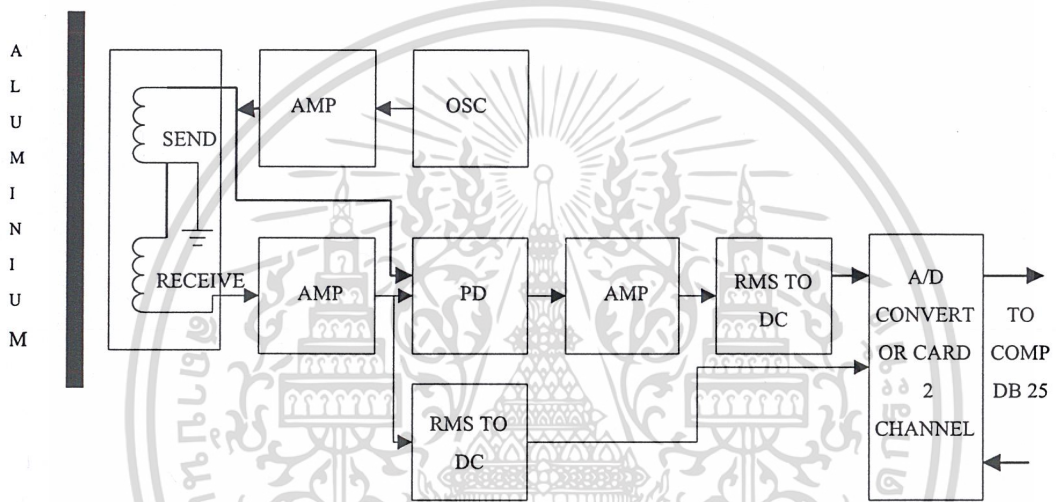 ALUMINIUM
AMP
OSC
SEND
RECEIVE
AMP
PD
AMP
RMS TO
DC
A/D
CONVERT
OR CARD
2
CHANNEL
TO
COMP
DB 25
RMS TO
DC